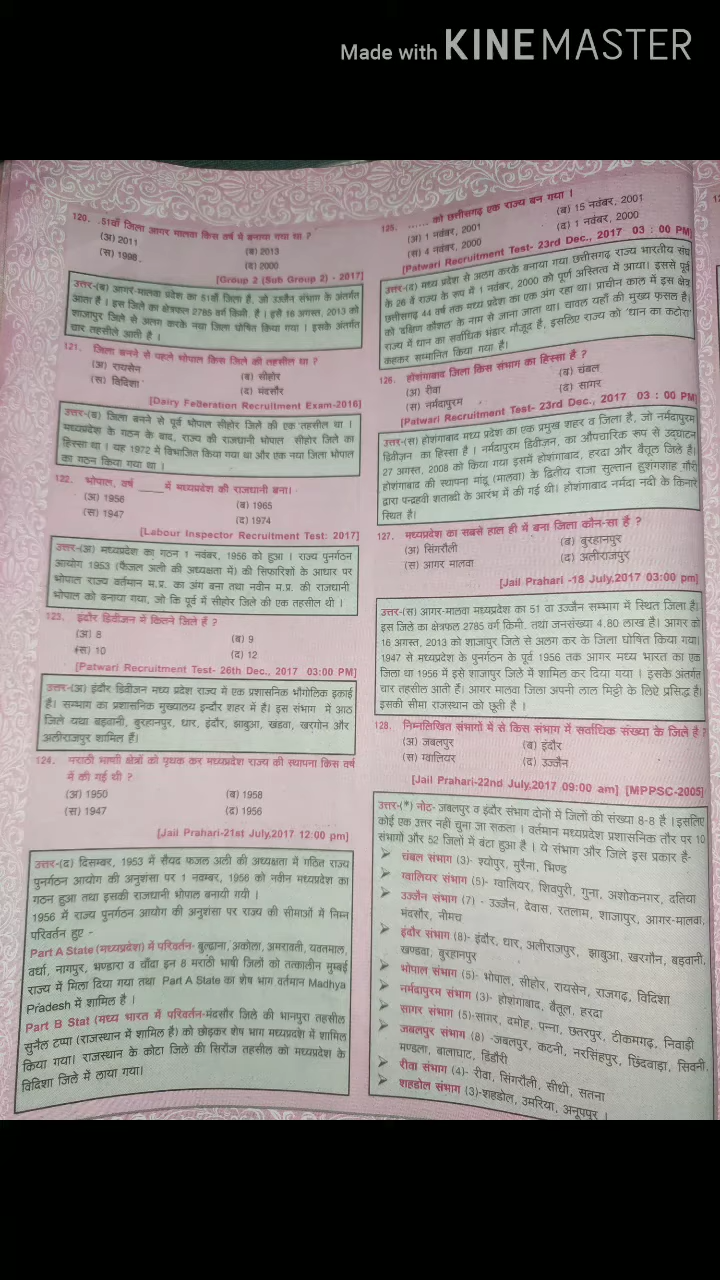 Made with KINEMASTER
120. .51वाँ जिला आगर मालवा किस वर्ष में बनाया गया था ?
(अ) 2011
(ब) 2013
(स) 1998
(द) 2000
[Group 2 (Sub Group 2) - 2017]
उत्तर-(ब) आगर-मालवा प्रदेश का 51वाँ जिला है, जो उज्जैन संभाग के अंतर्गत
आता है । इस जिले का क्षेत्रफल 2785 वर्ग किमी. है । इसे 16 अगस्त, 2013 को
शाजापुर जिले से अलग करके नया जिला घोषित किया गया । इसके अंतर्गत
चार तहसीलें आती है ।
121. जिला बनने से पहले भोपाल किस जिले की तहसील था ?
(अ) रायसेन
(ब) सीहोर
(स) विदिशा
(द) मंदसौर
[Dairy FeBeration Recruitment Exam-2016]
उत्तर-(ब) जिला बनने से पूर्व भोपाल सीहोर जिले की एक तहसील था ।
मध्यप्रदेश के गठन के बाद, राज्य की राजधानी भोपाल सीहोर जिले का
हिस्सा था । यह 1972 में विभाजित किया गया था और एक नया जिला भोपाल
का गठन किया गया था ।
122. भोपाल, वर्ष ____ में मध्यप्रदेश की राजधानी बना।
(अ) 1956
(ब) 1965
(स) 1947
(द) 1974
[Labour Inspector Recruitment Test: 2017]
उत्तर-(अ) मध्यप्रदेश का गठन 1 नवंबर, 1956 को हुआ । राज्य पुनर्गठन
आयोग 1953 (फैजल अली की अध्यक्षता में) की सिफारिशों के आधार पर
भोपाल राज्य वर्तमान म.प्र. का अंग बना तथा नवीन म.प्र. की राजधानी
भोपाल को बनाया गया, जो कि पूर्व में सीहोर जिले की एक तहसील थी ।
123. इंदौर डिवीजन में कितने जिले हैं ?
(अ) 8
(ब) 9
(स) 10
(द) 12
[Patwari Recruitment Test- 26th Dec., 2017 03:00 PM]
उत्तर-(अ) इंदौर डिवीजन मध्य प्रदेश राज्य में एक प्रशासनिक भौगोलिक इकाई
है। सम्भाग का प्रशासनिक मुख्यालय इन्दौर शहर में है। इस संभाग में आठ
जिले यथा बड़वानी, बुरहानपुर, धार, इंदौर, झाबुआ, खंडवा, खरगोन और
अलीराजपुर शामिल हैं।
124. मराठी भाषी क्षेत्रों को पृथक कर मध्यप्रदेश राज्य की स्थापना किस वर्ष
में की गई थी ?
(अ) 1950
(ब) 1958
(स) 1947
(द) 1956
[Jail Prahari-21st July,2017 12:00 pm]
उत्तर-(द) दिसम्बर, 1953 में सैयद फजल अली की अध्यक्षता में गठित राज्य
पुनर्गठन आयोग की अनुशंसा पर 1 नवम्बर, 1956 को नवीन मध्यप्रदेश का
गठन हुआ तथा इसकी राजधानी भोपाल बनायी गयी ।
1956 में राज्य पुनर्गठन आयोग की अनुशंसा पर राज्य की सीमाओं में निम्न
परिवर्तन हुए -
Part A State (मध्यप्रदेश) में परिवर्तन- बुल्ढाना, अकोला, अमरावती, यवतमाल,
वर्धा, नागपुर, भण्डारा व चाँदा इन 8 मराठी भाषी जिलों को तत्कालीन मुम्बई
राज्य में मिला दिया गया तथा Part A State का शेष भाग वर्तमान Madhya
Pradesh में शामिल है ।
Part B Stat (मध्य भारत में परिवर्तन-मंदसौर जिले की भानपुरा तहसील
सुनैल टप्पा (राजस्थान में शामिल है) को छोड़कर शेष भाग मध्यप्रदेश में शामिल
किया गया। राजस्थान के कोटा जिले की सिरोंज तहसील को मध्यप्रदेश के
विदिशा जिले में लाया गया।
125. ...... को छत्तीसगढ़ एक राज्य बन गया ।
(अ) 1 नवंबर, 2001
(ब) 15 नवंबर, 2001
(स) 4 नवंबर, 2000
(द) 1 नवंबर, 2000
[Patwari Recruitment Test- 23rd Dec., 2017 03 : 00 PM]
उत्तर-(द) मध्य प्रदेश से अलग करके बनाया गया छत्तीसगढ़ राज्य भारतीय संघ
के 26 वें राज्य के रूप में 1 नवंबर, 2000 को पूर्ण अस्तित्व में आया। इससे पूर्व
छत्तीसगढ़ 44 वर्ष तक मध्य प्रदेश का एक अंग रहा था। प्राचीन काल में इस क्षेत्र
को 'दक्षिण कौशल' के नाम से जाना जाता था। चावल यहाँ की मुख्य फसल है।
राज्य में धान का सर्वाधिक भंडार मौजूद है, इसलिए राज्य को 'धान का कटोरा'
कहकर सम्मानित किया गया है।
126. होशंगाबाद जिला किस संभाग का हिस्सा है ?
(अ) रीवा
(ब) चंबल
(स) नर्मदापुरम
(द) सागर
[Patwari Recruitment Test- 23rd Dec., 2017 03 : 00 PM]
उत्तर-(स) होशंगाबाद मध्य प्रदेश का एक प्रमुख शहर व जिला है, जो नर्मदापुरम
डिवीज़न का हिस्सा है । नर्मदापुरम डिवीजन, का औपचारिक रूप से उद्घाटन
27 अगस्त, 2008 को किया गया इसमें होशंगाबाद, हरदा और बैतूल जिले है।
होशंगाबाद की स्थापना मांडू (मालवा) के द्वितीय राजा सुल्तान हुशंगशाह गौरी
द्वारा पन्द्रहवी शताब्दी के आरंभ में की गई थी। होशंगाबाद नर्मदा नदी के किनारे
स्थित है।
127. मध्यप्रदेश का सबसे हाल ही में बना जिला कौन-सा है ?
(अ) सिंगरौली
(ब) बुरहानपुर
(स) आगर मालवा
(द) अलीराजपुर
[Jail Prahari -18 July,2017 03:00 pm]
उत्तर-(स) आगर-मालवा मध्यप्रदेश का 51 वा उज्जैन सम्भाग में स्थित जिला है।
इस जिले का क्षेत्रफल 2785 वर्ग किमी. तथा जनसंख्या 4.80 लाख है। आगर को
16 अगस्त, 2013 को शाजापुर जिले से अलग कर के जिला घोषित किया गया।
1947 से मध्यप्रदेश के पुनर्गठन के पूर्व 1956 तक आगर मध्य भारत का एक
जिला था 1956 में इसे शाजापुर जिले में शामिल कर दिया गया । इसके अंतर्गत
चार तहसील आती हैं। आगर मालवा जिला अपनी लाल मिट्टी के लिऐ प्रसिद्ध है।
इसकी सीमा राजस्थान को छूती है ।
128. निम्नलिखित संभागों में से किस संभाग में सर्वाधिक संख्या के जिले है ?
(अ) जबलपुर
(ब) इंदौर
(स) ग्वालियर
(द) उज्जैन
[Jail Prahari-22nd July,2017 09:00 am] [MPPSC-2005]
उत्तर-(*) नोट- जबलपुर व इंदौर संभाग दोनों में जिलों की संख्या 8-8 है । इसलिए
कोई एक उत्तर नही चुना जा सकता । वर्तमान मध्यप्रदेश प्रशासनिक तौर पर 10
संभागों और 52 जिलों में बंटा हुआ है । ये संभाग और जिले इस प्रकार है-
➤ चंबल संभाग (3)- श्योपुर, मुरैना, भिण्ड
➤ ग्वालियर संभाग (5)- ग्वालियर, शिवपुरी, गुना, अशोकनगर, दतिया
➤ उज्जैन संभाग (7) - उज्जैन, देवास, रतलाम, शाजापुर, आगर-मालवा,
मंदसौर, नीमच
➤ इंदौर संभाग (8)- इंदौर, धार, अलीराजपुर, झाबुआ, खरगौन, बड़वानी,
खण्डवा, बुरहानपुर
➤ भोपाल संभाग (5)- भोपाल, सीहोर, रायसेन, राजगढ़, विदिशा
➤ नर्मदापुरम संभाग (3)- होशंगाबाद, बैतूल, हरदा
➤ सागर संभाग (5)-सागर, दमोह, पन्ना, छतरपुर, टीकमगढ़, निवाड़ी
➤ जबलपुर संभाग (8) -जबलपुर, कटनी, नरसिंहपुर, छिंदवाड़ा, सिवनी,
मण्डला, बालाघाट, डिंडौरी
➤ रीवा संभाग (4)- रीवा, सिंगरौली, सीधी, सतना
➤ शहडोल संभाग (3)-शहडोल, उमरिया, अनूपपुर ।